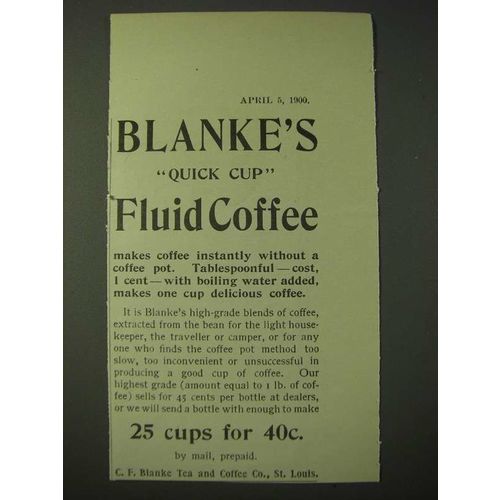 APRIL 5, 1900.
BLANKE'S
"QUICK CUP"
Fluid Coffee
makes coffee instantly without a
coffee pot. Tablespoonful—cost,
1 cent—with boiling water added,
makes one cup delicious coffee.
It is Blanke's high-grade blends of coffee,
extracted from the bean for the light house-
keeper, the traveller or camper, or for any
one who finds the coffee pot method too
slow, too inconvenient or unsuccessful in
producing a good cup of coffee. Our
highest grade (amount equal to 1 lb. of cof-
fee) sells for 45 cents per bottle at dealers,
or we will send a bottle with enough to make
25 cups for 40c.
by mail, prepaid.
C. F. Blanke Tea and Coffee Co., St. Louis.